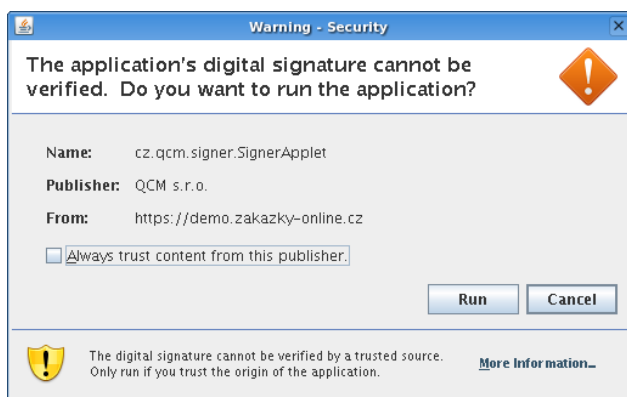 Warning - Security
The application's digital signature cannot be
verified. Do you want to run the application?
Name: cz.qcm.signer.SignerApplet
Publisher: QCM s.r.o.
From: https://demo.zakazky-online.cz
Always trust content from this publisher.
Run Cancel
The digital signature cannot be verified by a trusted source.
Only run if you trust the origin of the application.
More Information...